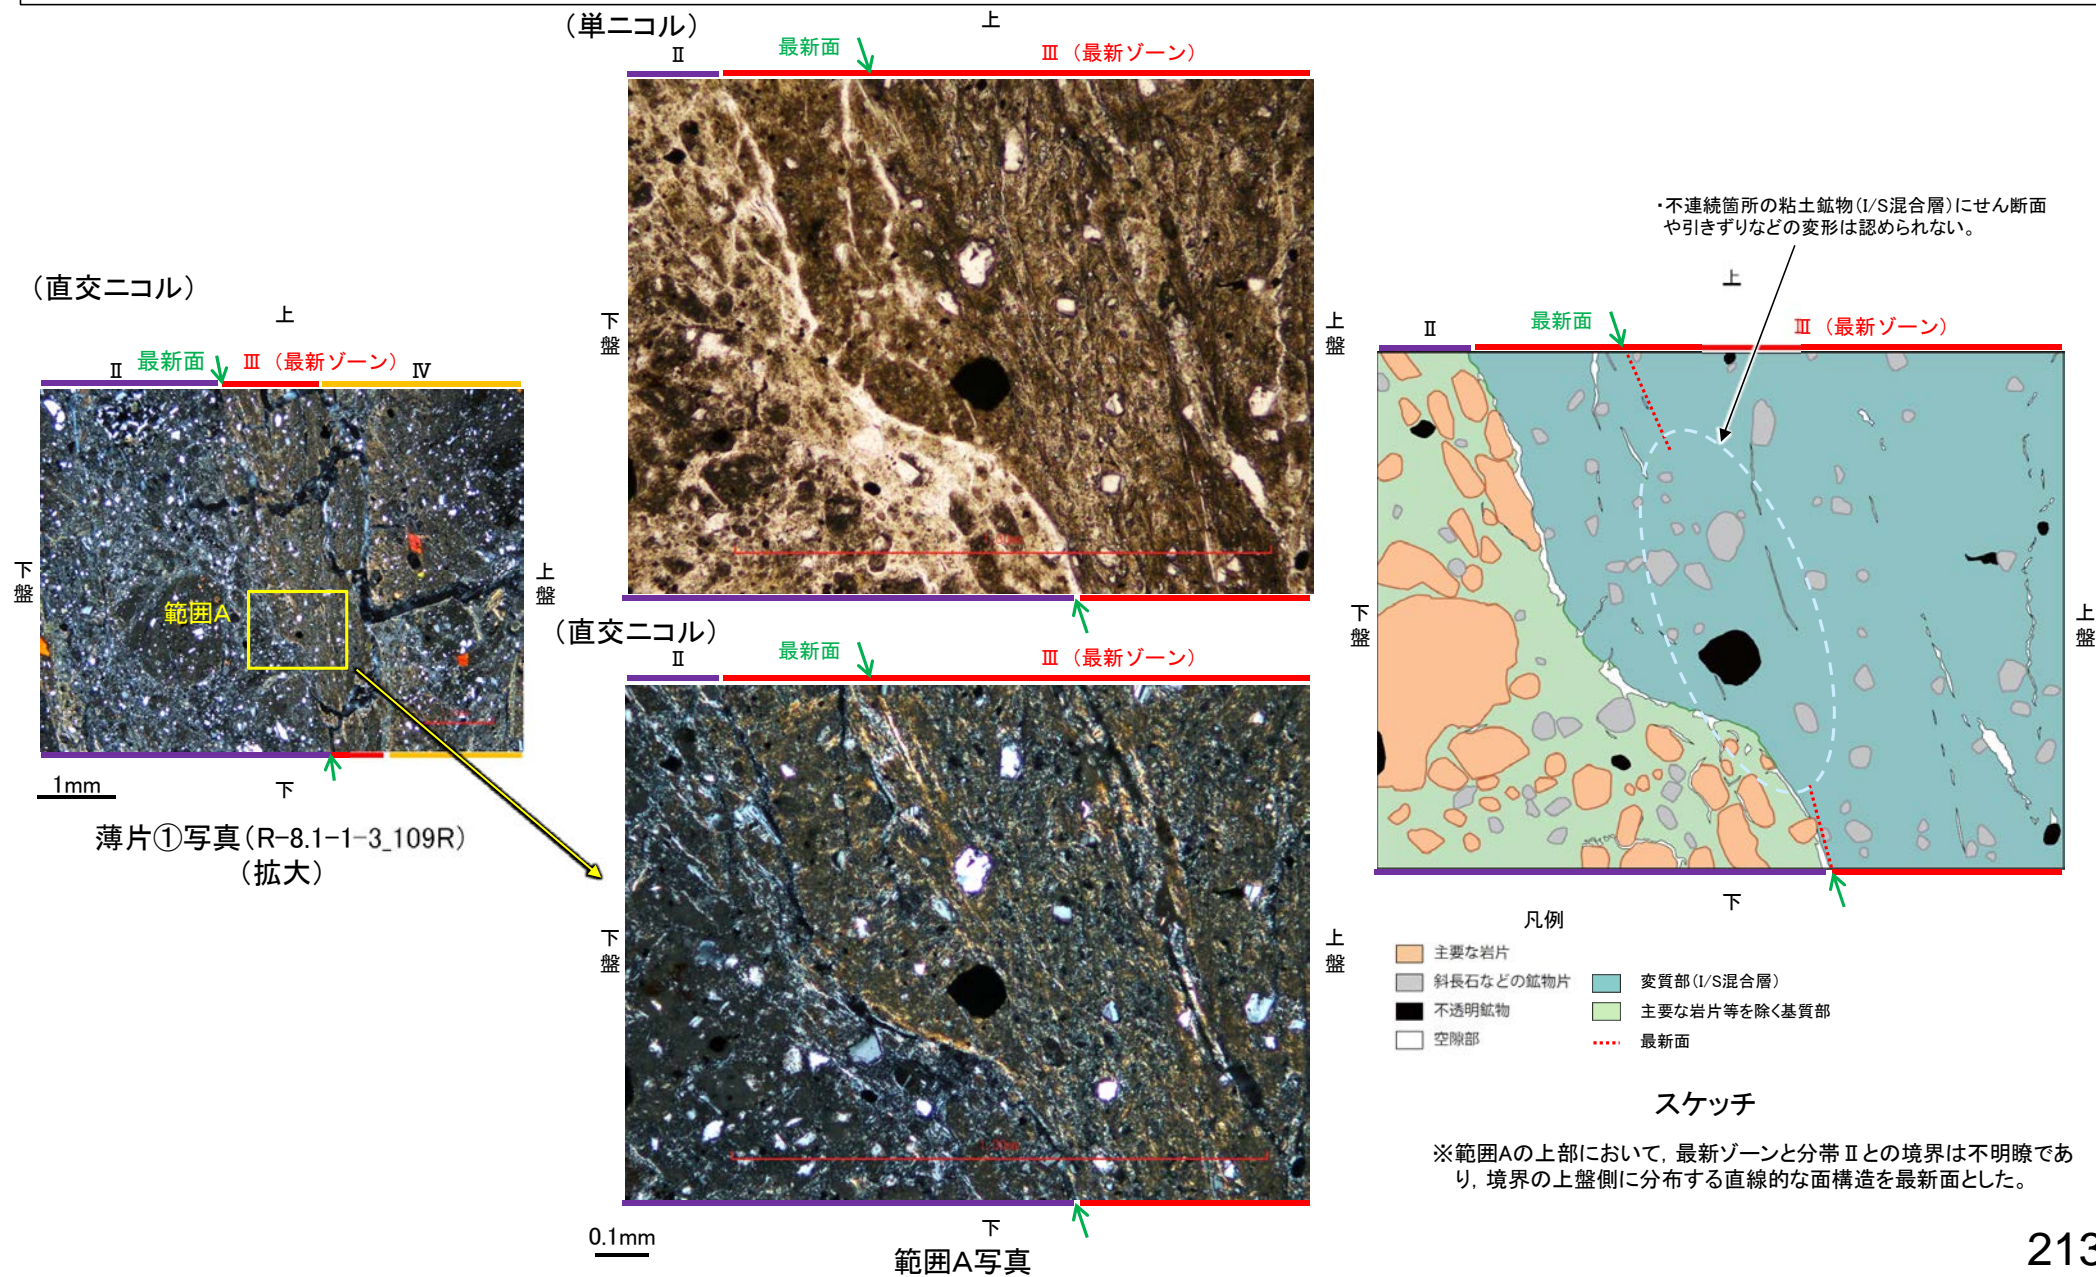 (単ニコル)
上
Ⅱ
最新面
Ⅲ (最新ゾーン)
下盤
上盤
(直交ニコル)
上
Ⅱ
最新面
Ⅲ (最新ゾーン)
Ⅳ
下盤
範囲A
上盤
1mm
下
薄片①写真(R-8.1-1-3_109R)
(拡大)
(直交ニコル)
Ⅱ
最新面
Ⅲ (最新ゾーン)
下盤
上盤
下
0.1mm
範囲A写真
・不連続箇所の粘土鉱物(I/S混合層)にせん断面
や引きずりなどの変形は認められない。
上
Ⅱ
最新面
Ⅲ (最新ゾーン)
下盤
上盤
下
凡例
主要な岩片
斜長石などの鉱物片
不透明鉱物
空隙部
変質部(I/S混合層)
主要な岩片等を除く基質部
最新面
スケッチ
※範囲Aの上部において,最新ゾーンと分帯Ⅱとの境界は不明瞭であ
り,境界の上盤側に分布する直線的な面構造を最新面とした。
213